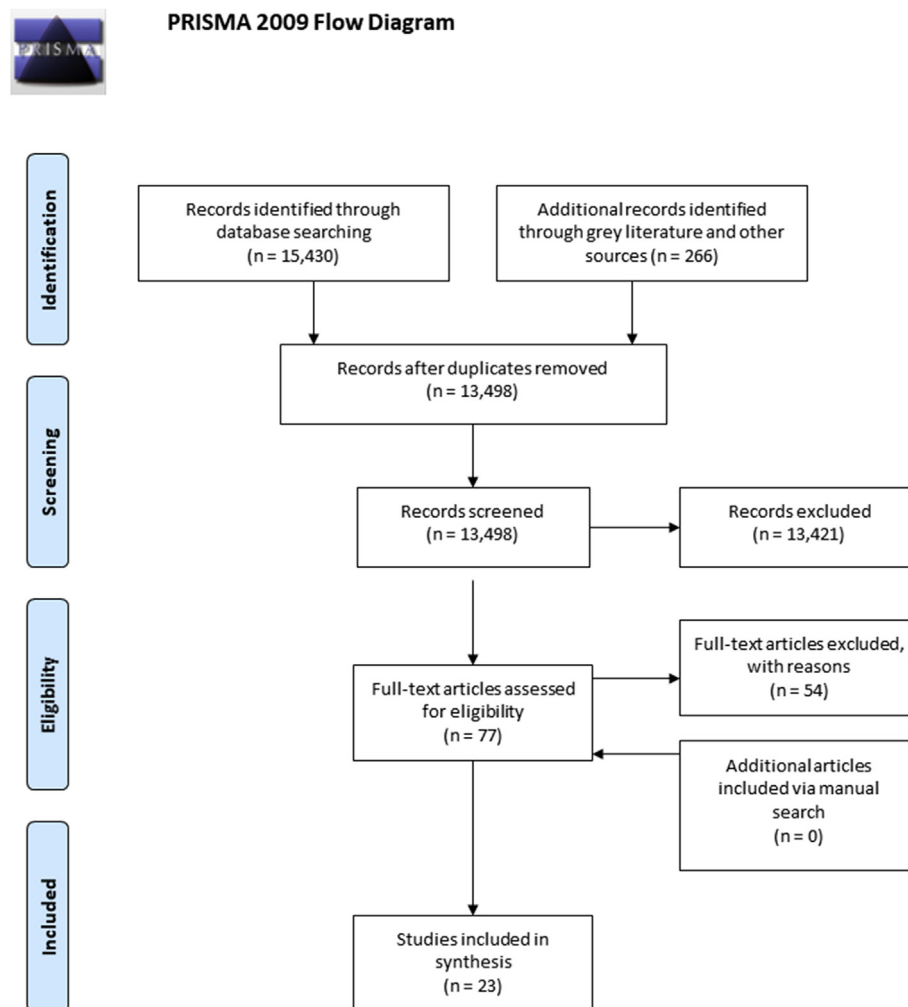 PRISMA 2009 Flow Diagram
PRISMA
Identification
Records identified through
database searching
(n = 15,430)
Additional records identified
through grey literature and other
sources (n = 266)
Records after duplicates removed
(n = 13,498)
Screening
Records screened
(n = 13,498)
Records excluded
(n = 13,421)
Eligibility
Full-text articles assessed
for eligibility
(n = 77)
Full-text articles excluded,
with reasons
(n = 54)
Additional articles
included via manual
search
(n = 0)
Included
Studies included in
synthesis
(n = 23)